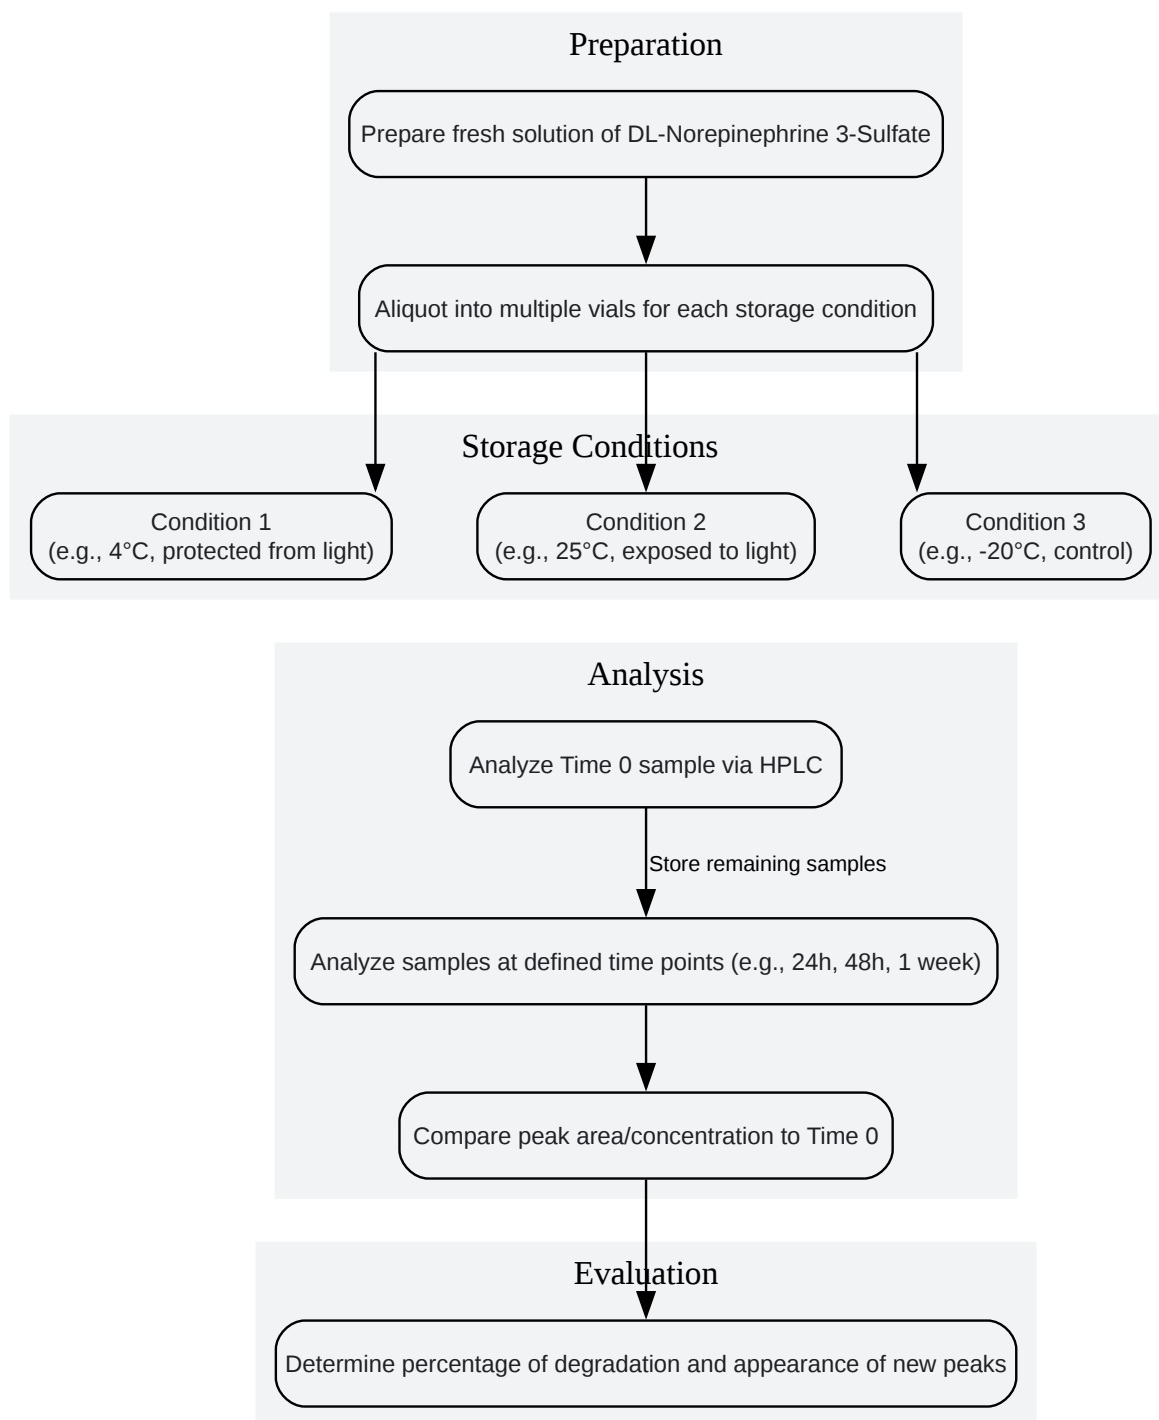 Preparation
Prepare fresh solution of DL-Norepinephrine 3-Sulfate
Aliquot into multiple vials for each storage condition
Storage Conditions
Condition 1
(e.g., 4°C, protected from light)
Condition 2
(e.g., 25°C, exposed to light)
Condition 3
(e.g., -20°C, control)
Analysis
Analyze Time 0 sample via HPLC
Store remaining samples
Analyze samples at defined time points (e.g., 24h, 48h, 1 week)
Compare peak area/concentration to Time 0
Evaluation
Determine percentage of degradation and appearance of new peaks